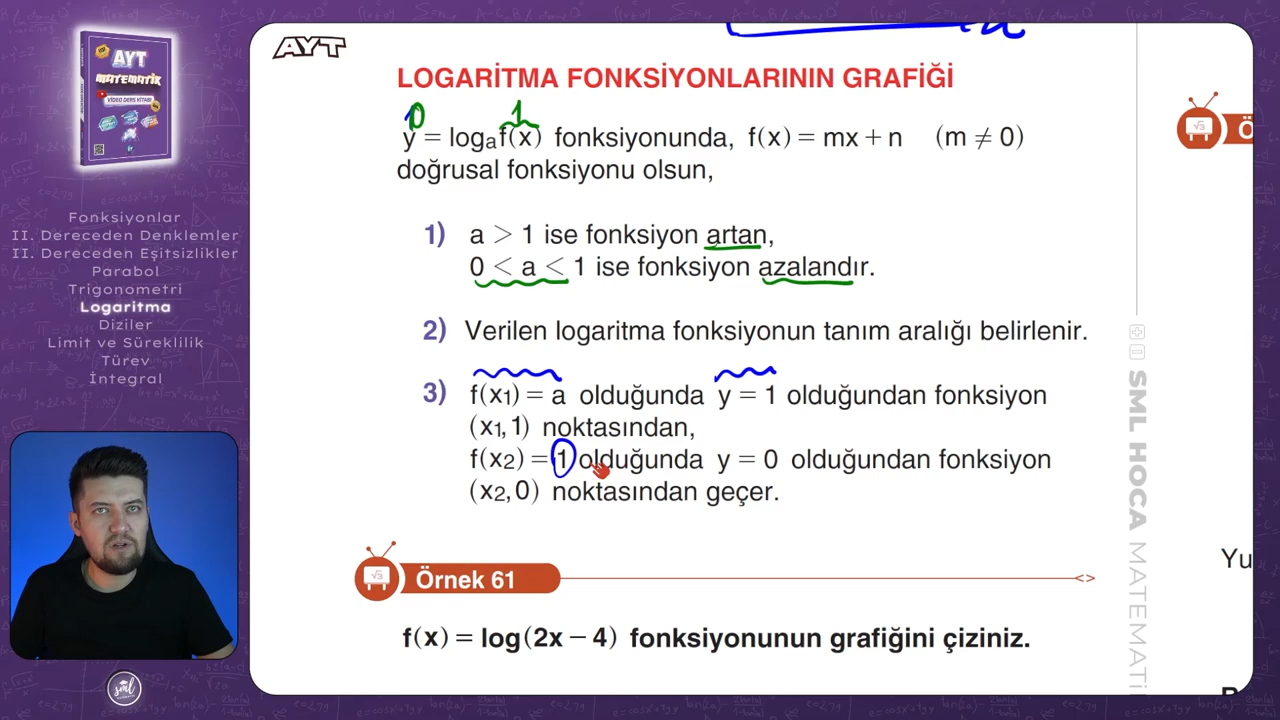 AYT
MATEMATİK
VİDEO DERS KİTABI
Fonksiyonlar
II. Dereceden Denklemler
II. Dereceden Eşitsizlikler
Parabol
Trigonometri
Logaritma
Diziler
Limit ve Süreklilik
Türev
İntegral
sml
AYT
LOGARİTMA FONKSİYONLARININ GRAFİĞİ
0 1
y = logₐf(x) fonksiyonunda, f(x) = mx + n (m ≠ 0)
doğrusal fonksiyonu olsun,
1) a > 1 ise fonksiyon artan,
0 < a < 1 ise fonksiyon azalandır.
2) Verilen logaritma fonksiyonun tanım aralığı belirlenir.
3) f(x₁) = a olduğunda y = 1 olduğundan fonksiyon
(x₁, 1) noktasından,
f(x₂) = 1 olduğunda y = 0 olduğundan fonksiyon
(x₂, 0) noktasından geçer.
√3 Örnek 61
f(x) = log(2x − 4) fonksiyonunun grafiğini çiziniz.
SML HOCA MATEMATİ
√3 Ö
Yu